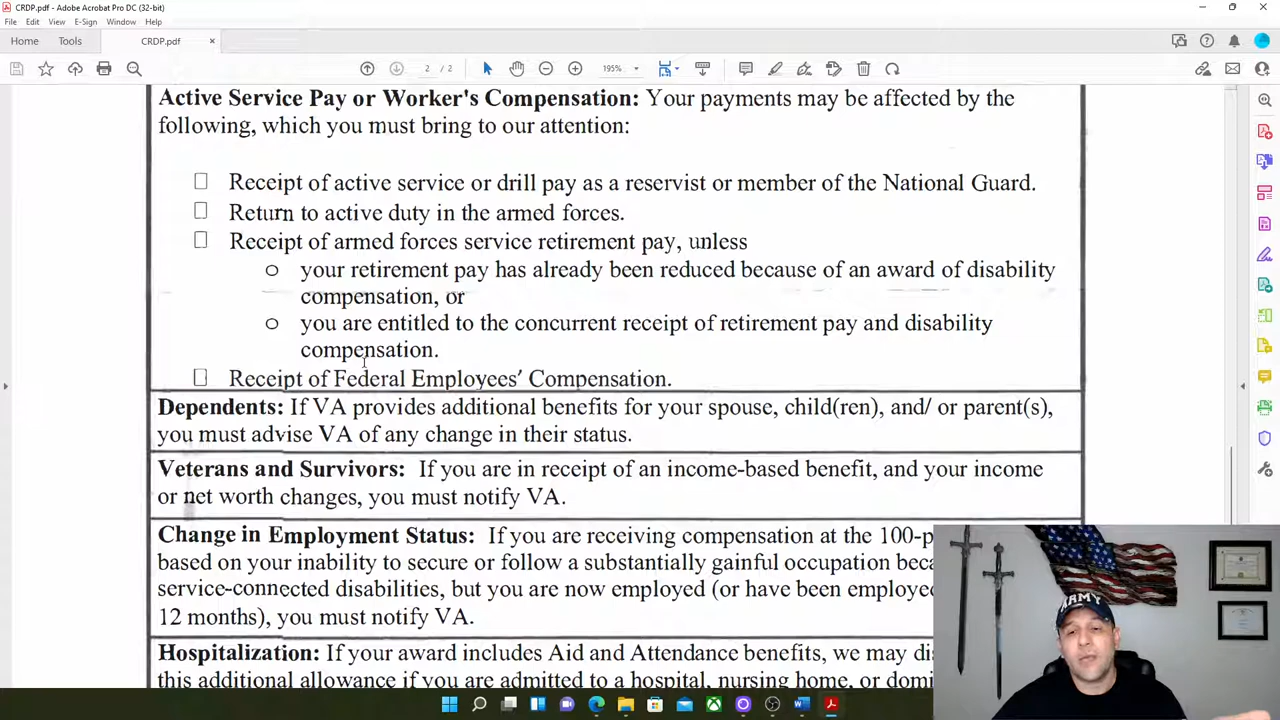 CRDP.pdf - Adobe Acrobat Pro DC (32-bit)
File Edit View E-Sign Window Help
Home Tools CRDP.pdf ×
2 / 2 195%
Active Service Pay or Worker's Compensation: Your payments may be affected by the
following, which you must bring to our attention:
Receipt of active service or drill pay as a reservist or member of the National Guard.
Return to active duty in the armed forces.
Receipt of armed forces service retirement pay, unless
o your retirement pay has already been reduced because of an award of disability
compensation, or
o you are entitled to the concurrent receipt of retirement pay and disability
compensation.
Receipt of Federal Employees’ Compensation.
Dependents: If VA provides additional benefits for your spouse, child(ren), and/ or parent(s),
you must advise VA of any change in their status.
Veterans and Survivors: If you are in receipt of an income-based benefit, and your income
or net worth changes, you must notify VA.
Change in Employment Status: If you are receiving compensation at the 100-p
based on your inability to secure or follow a substantially gainful occupation beca
service-connected disabilities, but you are now employed (or have been employed
12 months), you must notify VA.
Hospitalization: If your award includes Aid and Attendance benefits, we may di
this additional allowance if you are admitted to a hospital, nursing home, or domi
ARMY